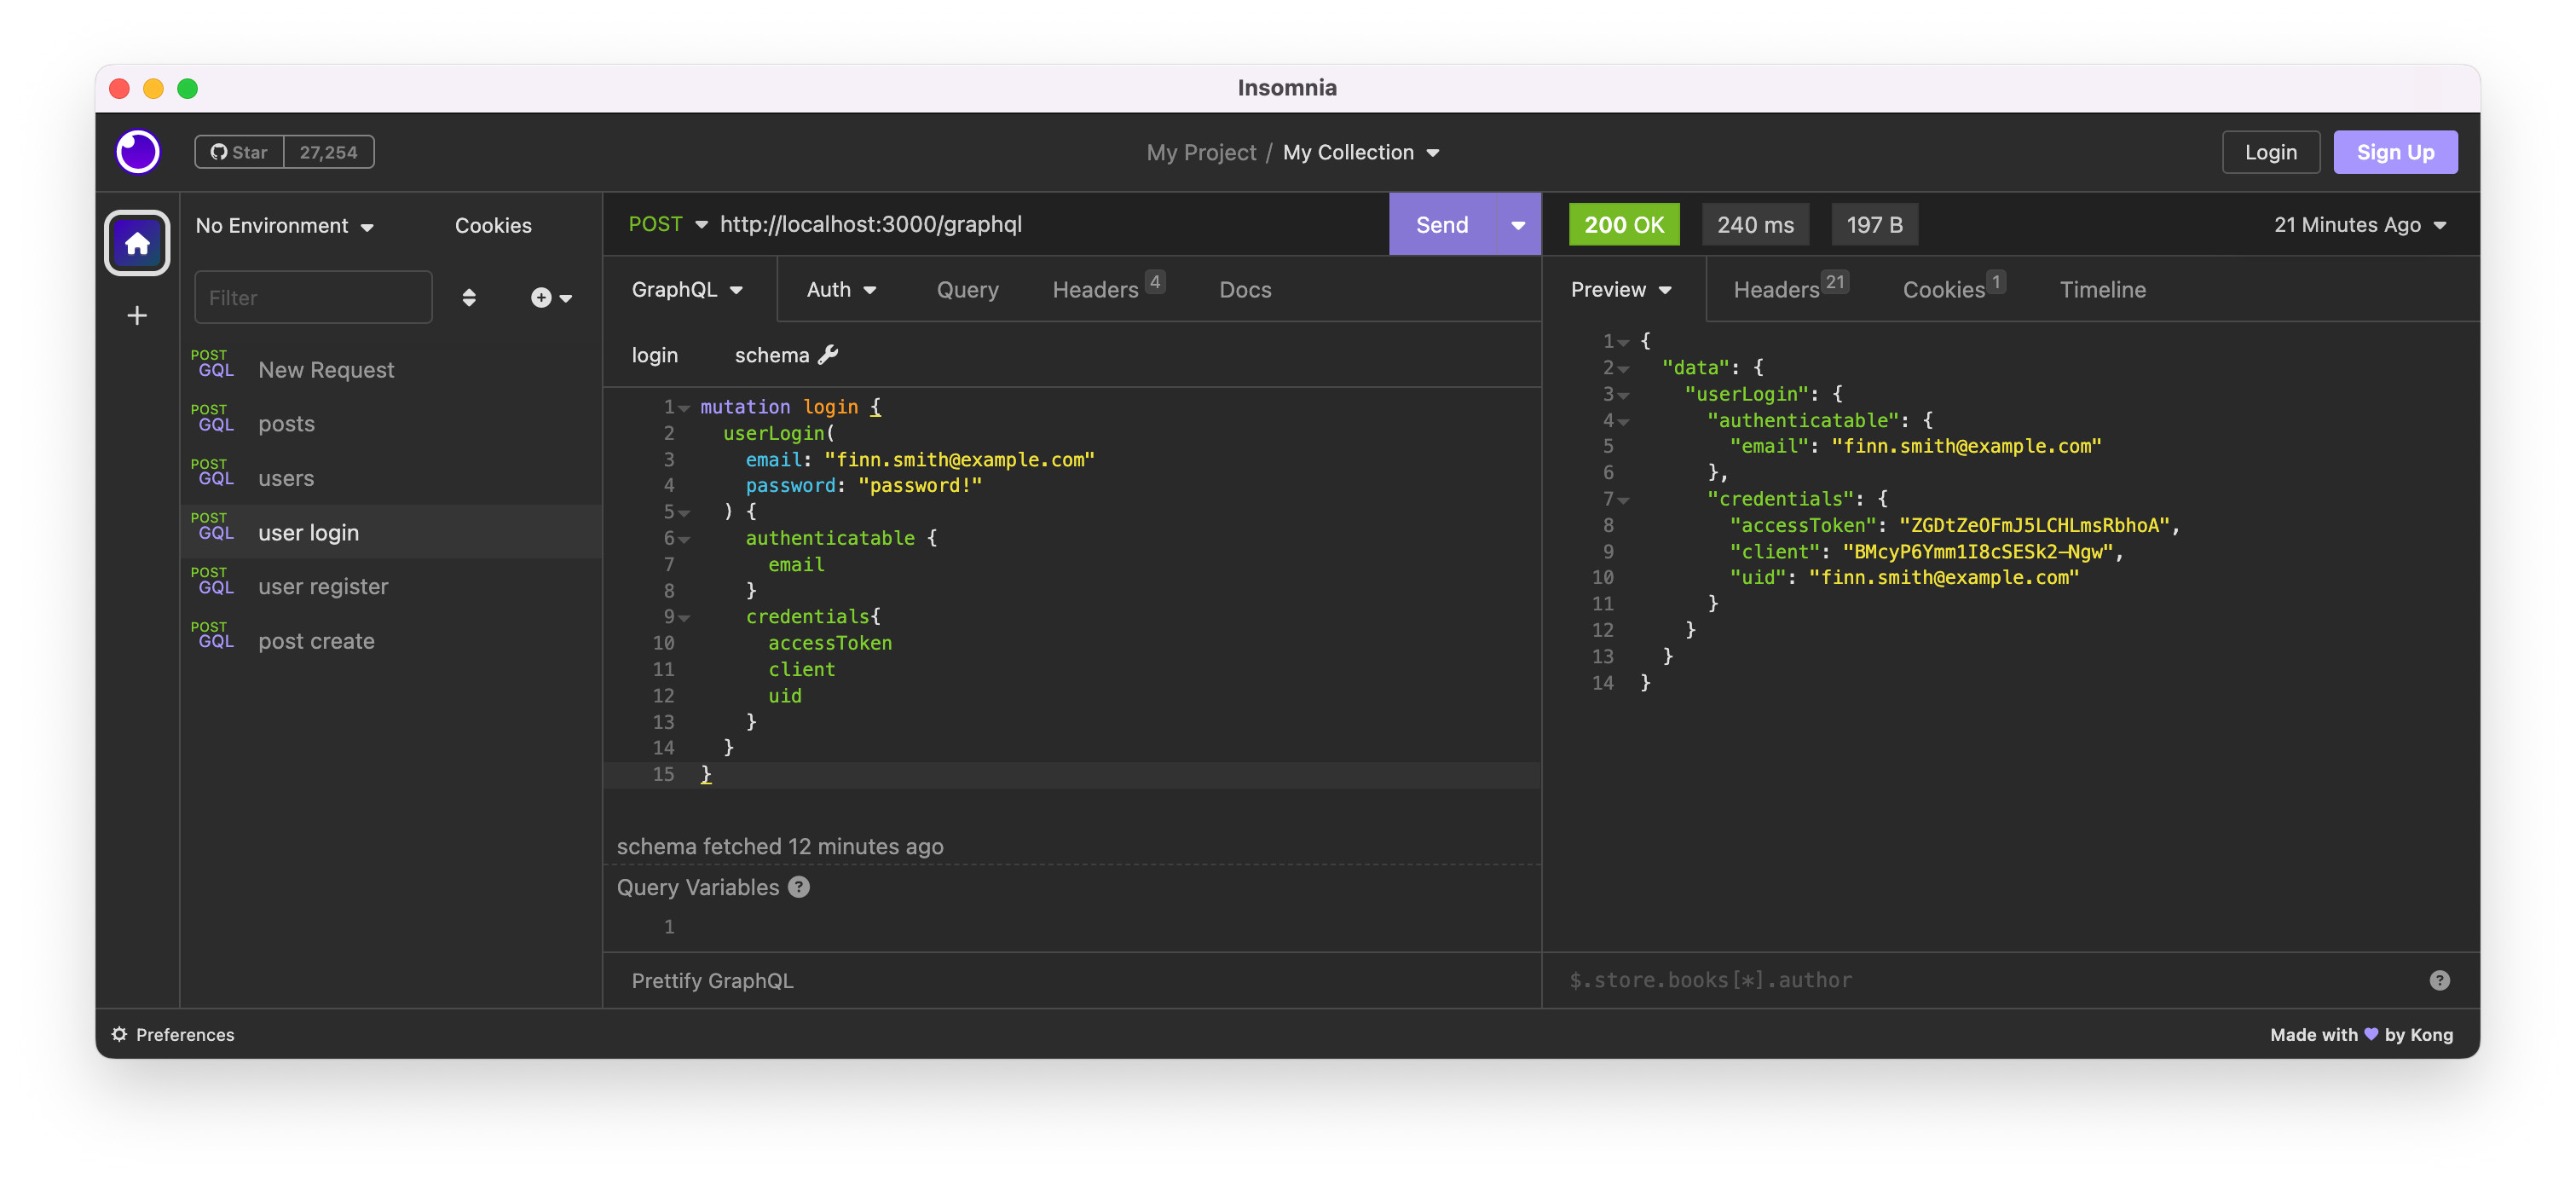 Insomnia
Star 27,254
My Project / My Collection
Login
Sign Up
No Environment
Cookies
Filter
POST GQL New Request
POST GQL posts
POST GQL users
POST GQL user login
POST GQL user register
POST GQL post create
POST http://localhost:3000/graphql
Send
GraphQL
Auth
Query
Headers 4
Docs
login
schema
1 mutation login {
2 userLogin(
3 email: "finn.smith@example.com"
4 password: "password!"
5 ) {
6 authenticatable {
7 email
8 }
9 credentials{
10 accessToken
11 client
12 uid
13 }
14 }
15 }
schema fetched 12 minutes ago
Query Variables ?
1
Prettify GraphQL
200 OK
240 ms
197 B
21 Minutes Ago
Preview
Headers 21
Cookies 1
Timeline
1 {
2 "data": {
3 "userLogin": {
4 "authenticatable": {
5 "email": "finn.smith@example.com"
6 },
7 "credentials": {
8 "accessToken": "ZGDtZeOFmJ5LCHLmsRbhoA",
9 "client": "BMcyP6Ymm1I8cSESk2-Ngw",
10 "uid": "finn.smith@example.com"
11 }
12 }
13 }
14 }
$.store.books[*].author
?
Preferences
Made with 💜 by Kong